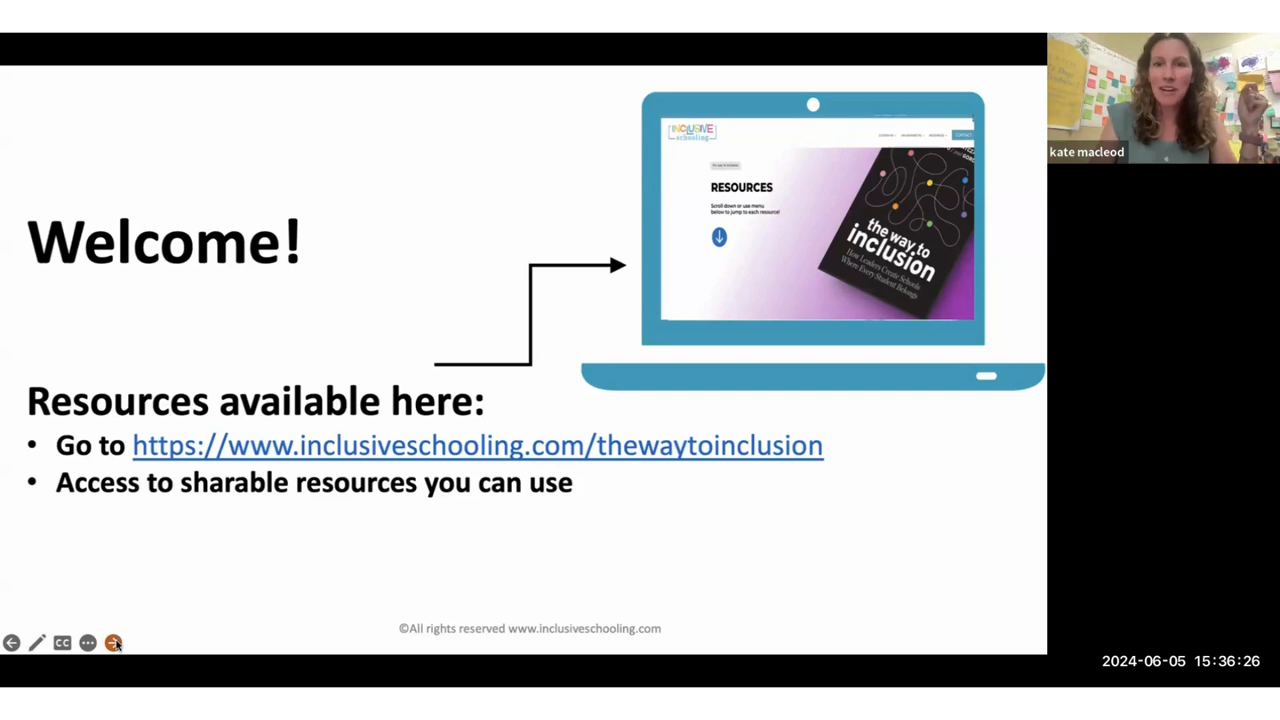 Welcome!
INCLUSIVE
schooling
CONTACT
RESOURCES
Scroll down or use menu
below to jump to each resource!
the way to
inclusion
How Leaders Create Schools
Where Every Student Belongs
kate macleod
Resources available here:
• Go to https://www.inclusiveschooling.com/thewaytoinclusion
• Access to sharable resources you can use
©All rights reserved www.inclusiveschooling.com
CC
2024-06-05 15:36:26